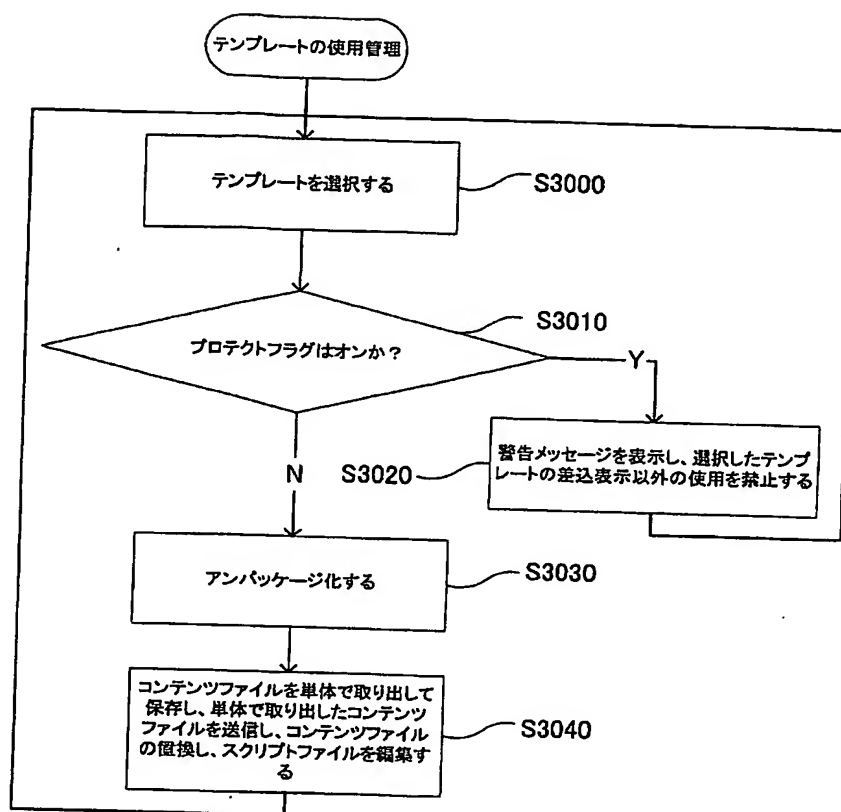 テンプレートの使用管理
テンプレートを選択する
S3000
プロテクトフラグはオンか?
S3010
Y
N
S3020
警告メッセージを表示し、選択したテンプ
レートの差込表示以外の使用を禁止する
アンパッケージ化する
S3030
コンテンツファイルを単体で取り出して
保存し、単体で取り出したコンテンツ
ファイルを送信し、コンテンツファイル
の置換し、スクリプトファイルを編集す
る
S3040